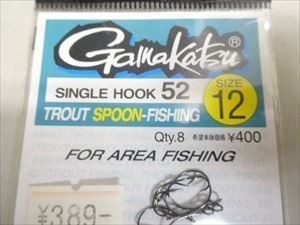 Gamakatsu®
SINGLE HOOK 52
SIZE
12
TROUT SPOON-FISHING
Qty.8 希望本体価格 ¥400
FOR AREA FISHING
¥389-